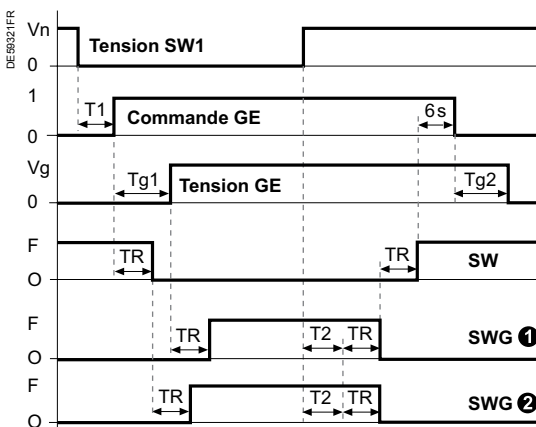 DE59321FR
Vn
Tension SW1
0
1
T1
Commande GE
6 s
0
Vg
Tg1
Tension GE
Tg2
0
F
TR
TR
SW
O
F
TR
T2
TR
SWG 1
O
F
TR
T2
TR
SWG 2
O